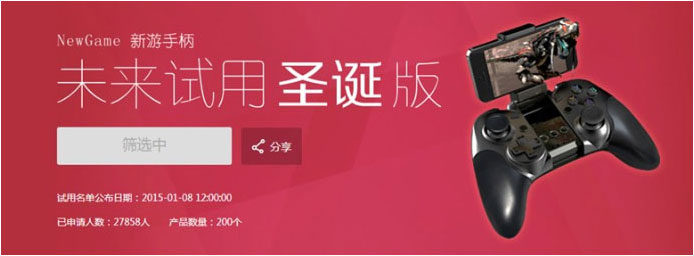 NewGame 新游手柄
未来试用圣诞版
筛选中
分享
试用名单公布日期：2015-01-08 12:00:00
已申请人数：27858人 产品数量：200个